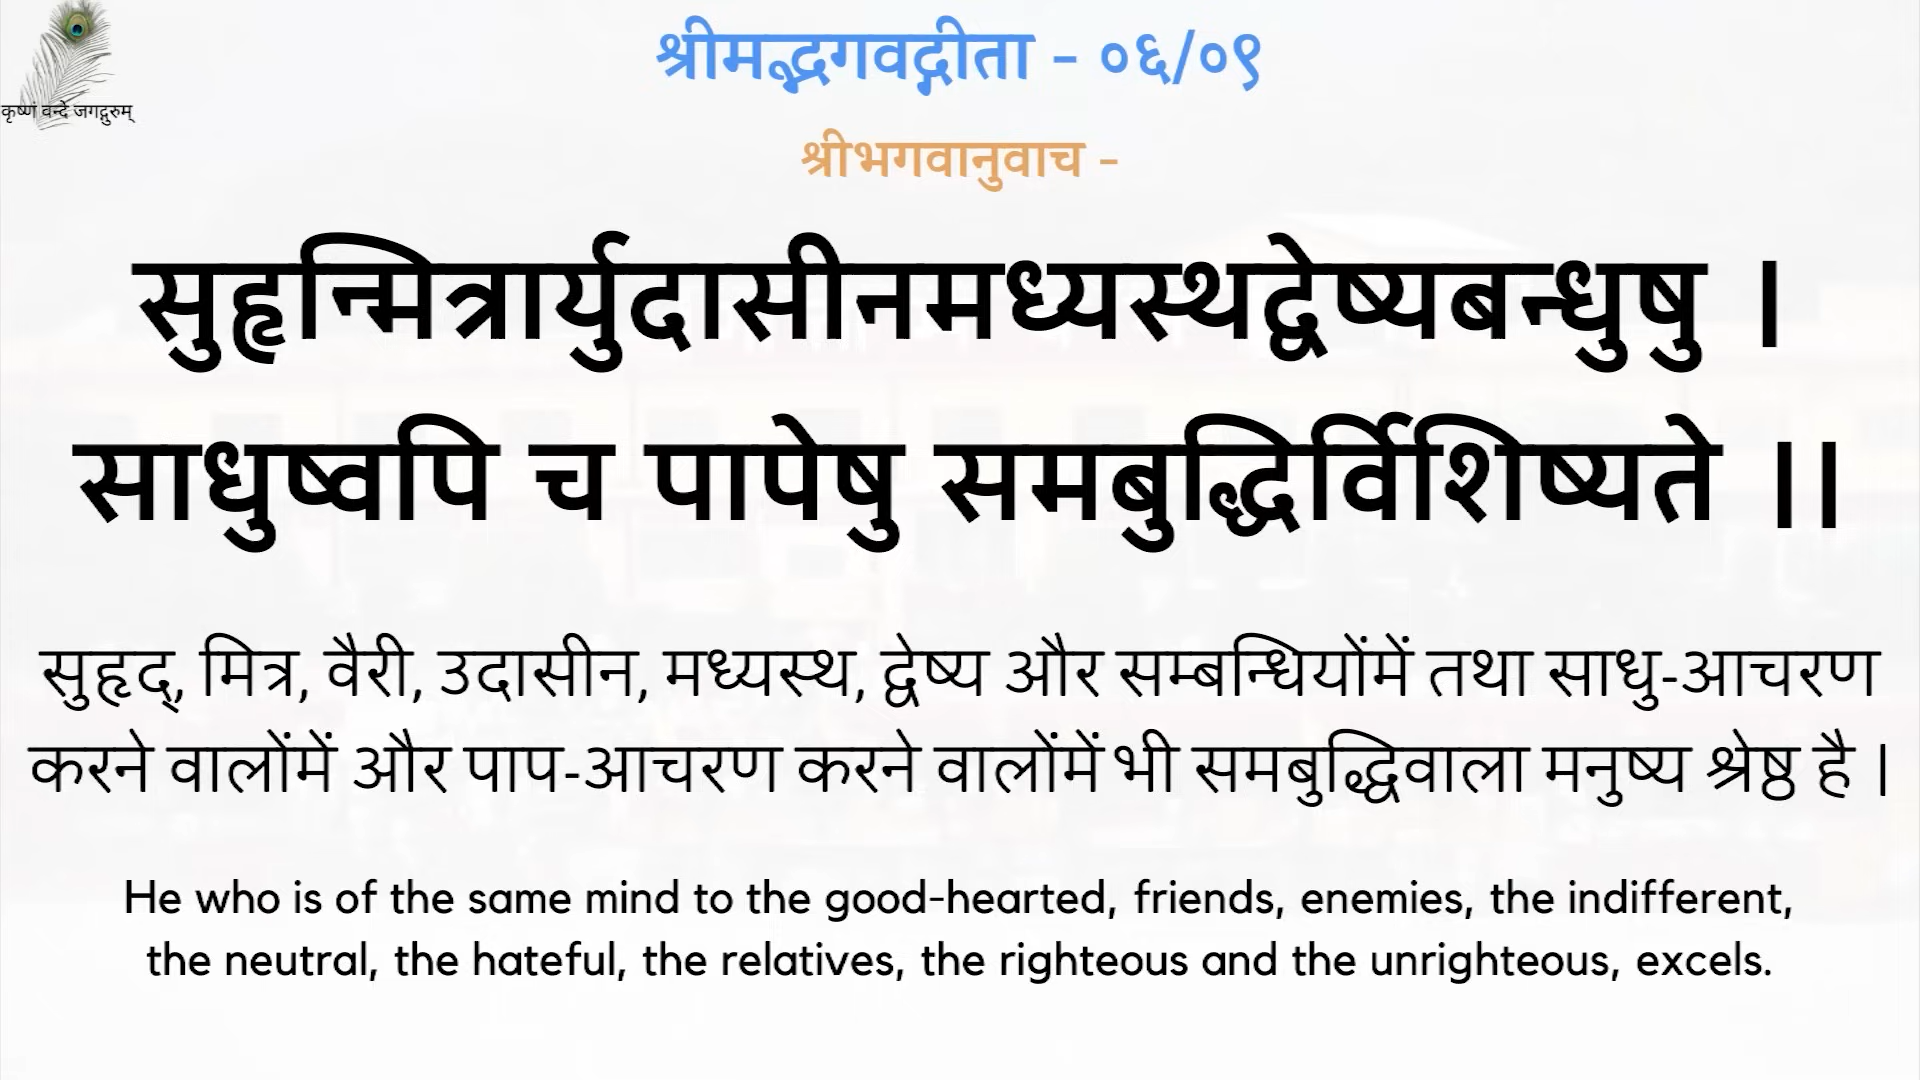 श्रीमद्भगवद्गीता - ०६/०९
कृष्णं वन्दे जगद्गुरुम्
श्रीभगवानुवाच -
सुहृन्मित्रार्युदासीनमध्यस्थद्वेष्यबन्धुषु ।
साधुष्वपि च पापेषु समबुद्धिर्विशिष्यते ।।
सुहृद्, मित्र, वैरी, उदासीन, मध्यस्थ, द्वेष्य और सम्बन्धियोंमें तथा साधु-आचरण
करने वालोंमें और पाप-आचरण करने वालोंमें भी समबुद्धिवाला मनुष्य श्रेष्ठ है |
He who is of the same mind to the good-hearted, friends, enemies, the indifferent,
the neutral, the hateful, the relatives, the righteous and the unrighteous, excels.